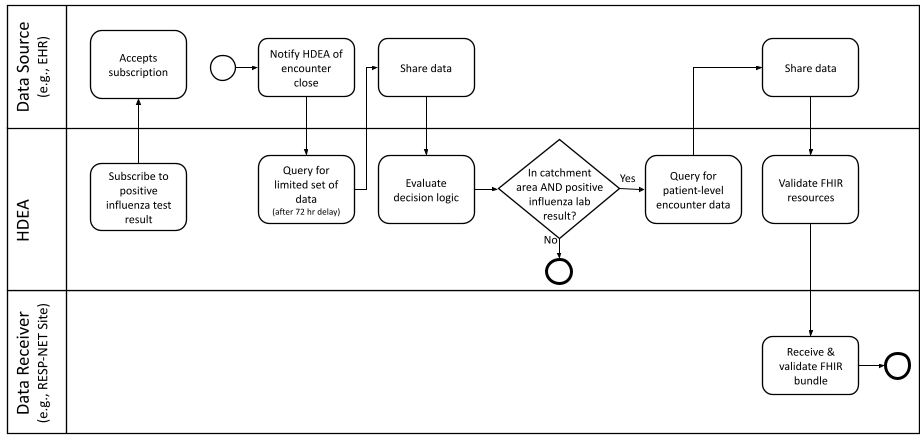 Data Source
(e.g., EHR)
Accepts
subscription
Notify HDEA of
encounter
close
Share data
Share data
HDEA
Subscribe to
positive
influenza test
result
Query for
limited set of
data
(after 72 hr delay)
Evaluate
decision logic
In catchment
area AND positive
influenza lab
result?
Yes
No
Query for
patient-level
encounter data
Validate FHIR
resources
Data Receiver
(e.g., RESP-NET Site)
Receive &
validate FHIR
bundle